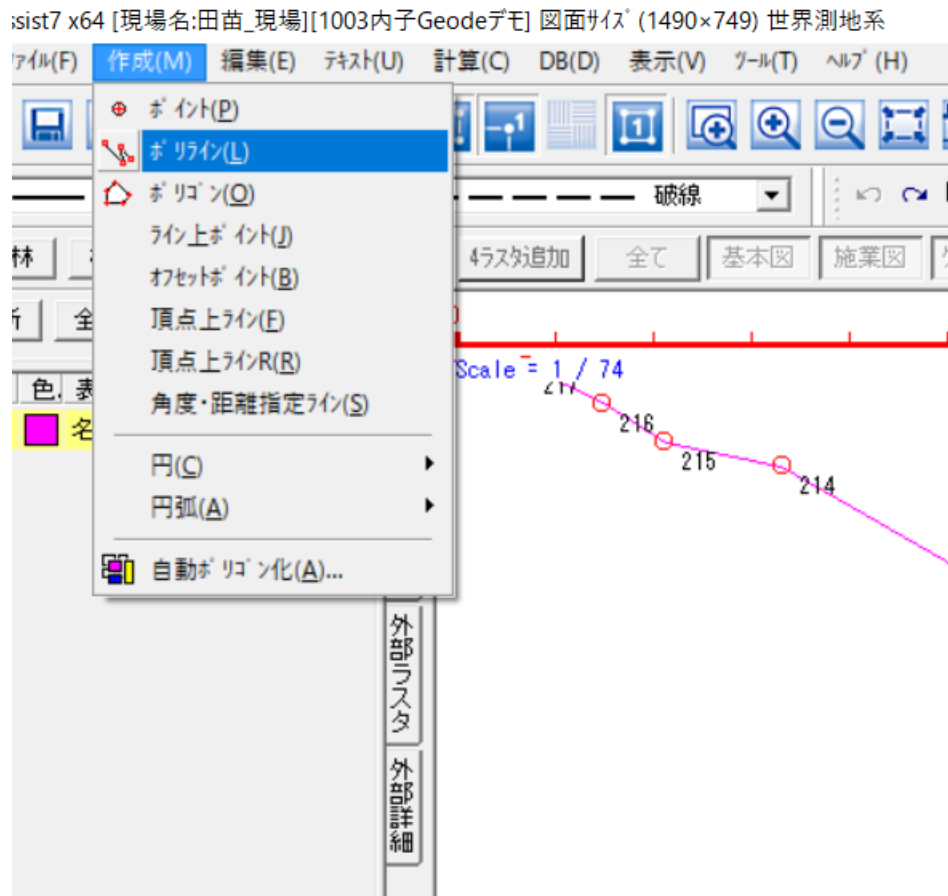 ssist7 x64 [現場名:田苗_現場][1003内子Geodeデモ] 図面ｻｲｽﾞ (1490×749) 世界測地系
ｧｲﾙ(F) 作成(M) 編集(E) ﾃｷｽﾄ(U) 計算(C) DB(D) 表示(V) ﾂｰﾙ(T) ﾍﾙﾌﾟ(H)
ﾎﾟｲﾝﾄ(P)
ﾎﾟﾘﾗｲﾝ(L)
ﾎﾟﾘｺﾞﾝ(O)
ﾗｲﾝ上ﾎﾟｲﾝﾄ(J)
ｵﾌｾｯﾄﾎﾟｲﾝﾄ(B)
頂点上ﾗｲﾝ(F)
頂点上ﾗｲﾝR(R)
角度・距離指定ﾗｲﾝ(S)
円(C)
円弧(A)
自動ﾎﾟﾘｺﾞﾝ化(A)...
1
1
破線
林
4ﾗｽﾀ追加 全て 基本図 施業図
全
色. 表
名
Scale = 1 / 74
217
216
215
214
外部ラスタ
外部詳細